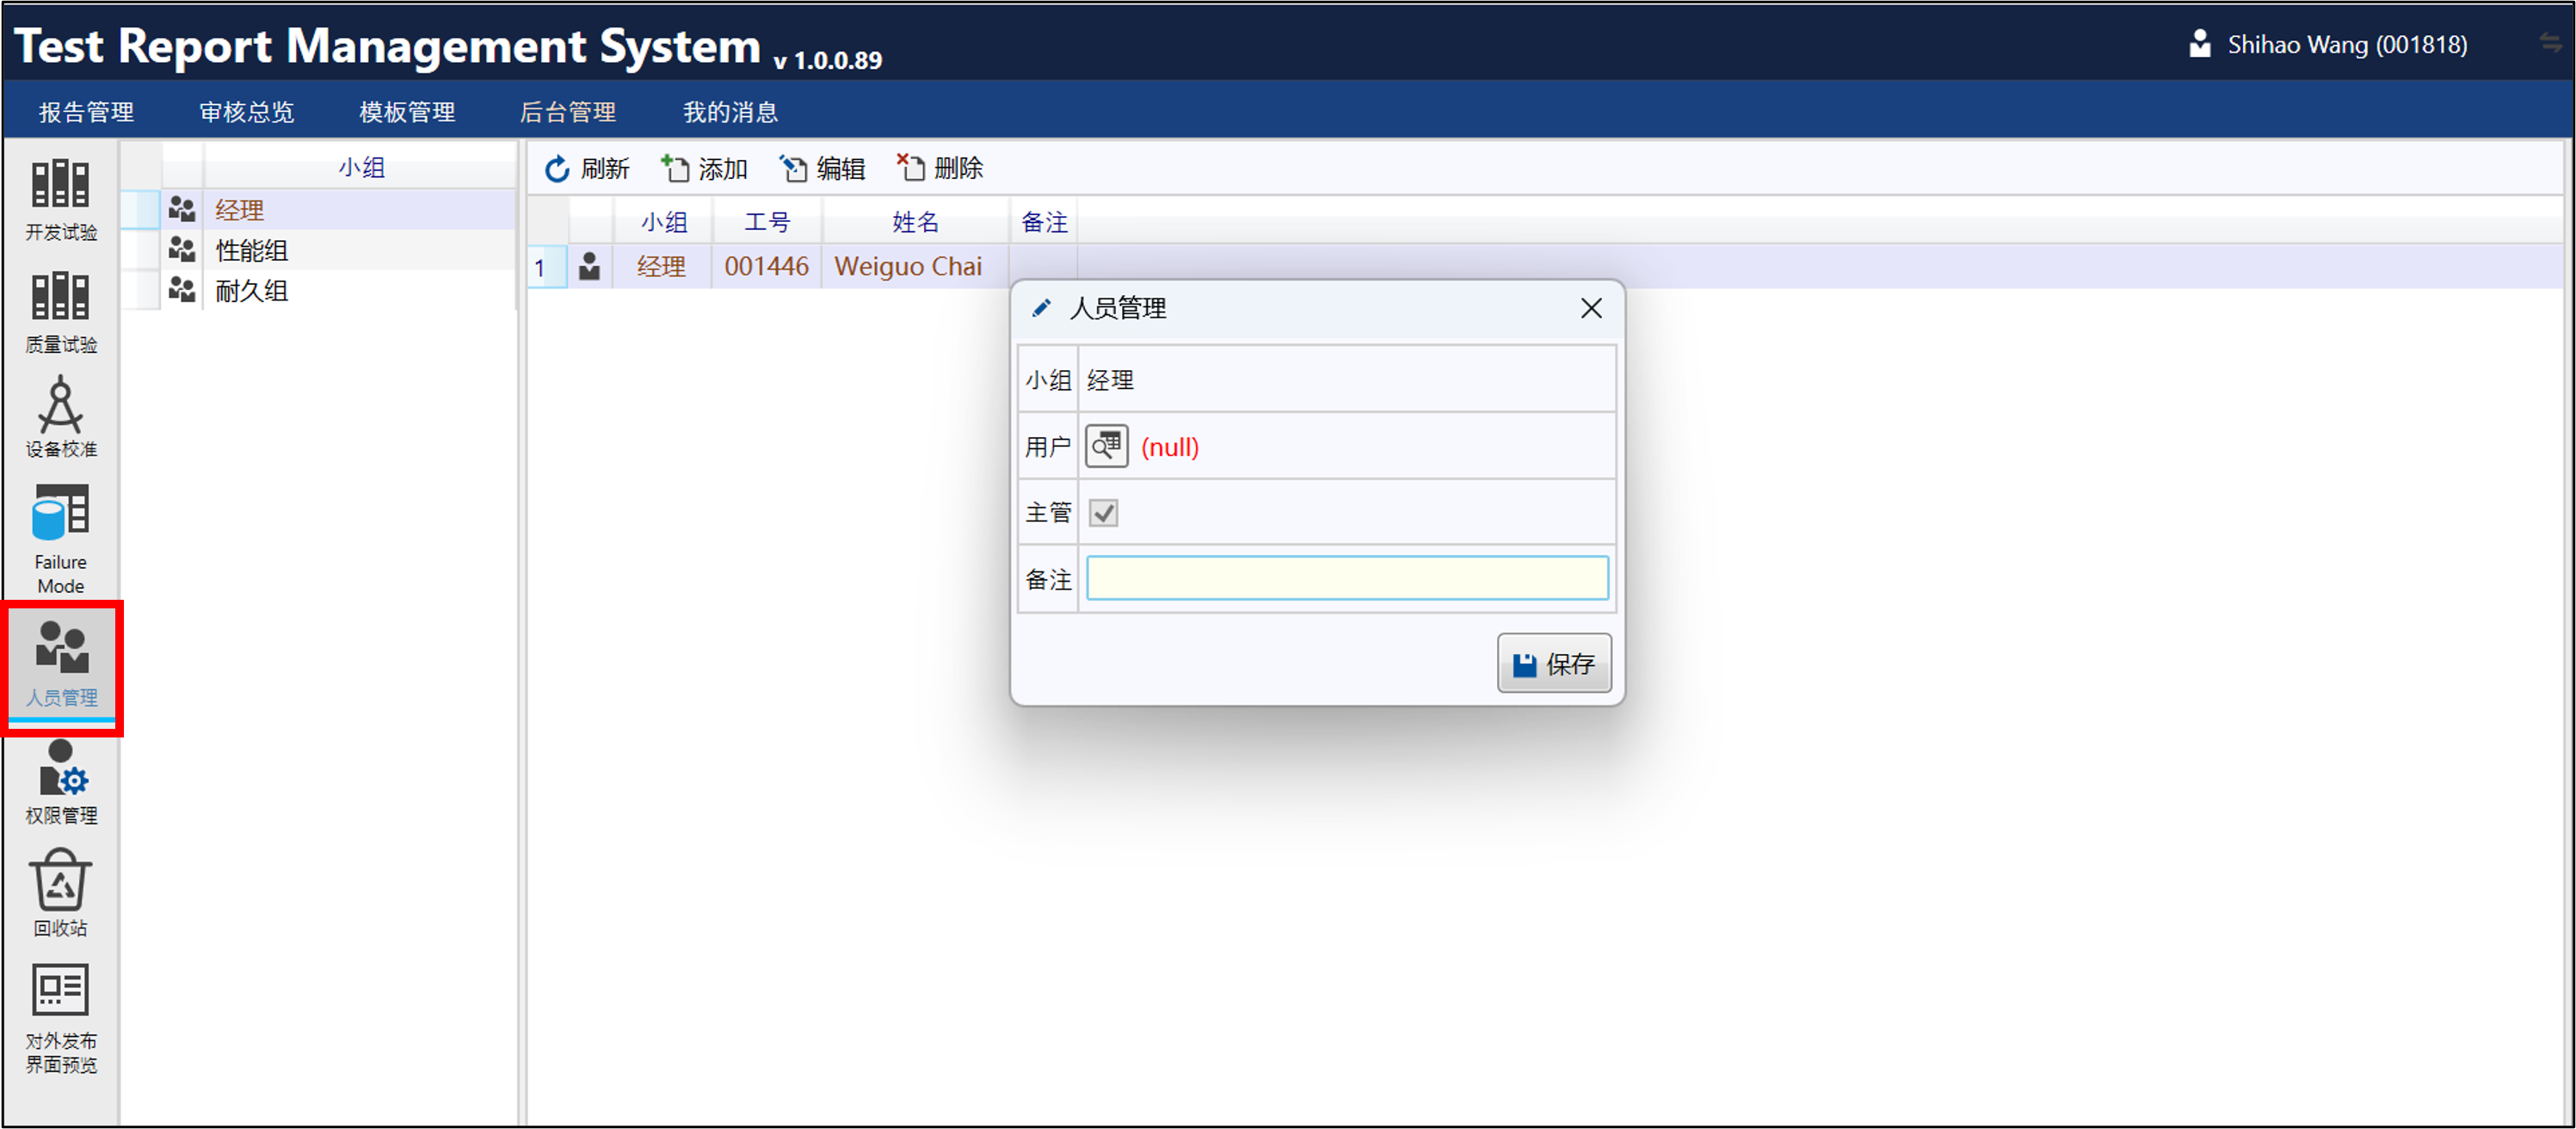 Test Report Management System v 1.0.0.89
Shihao Wang (001818)
报告管理 审核总览 模板管理 后台管理 我的消息
开发试验
质量试验
设备校准
Failure
Mode
人员管理
权限管理
回收站
对外发布
界面预览
小组
经理
性能组
耐久组
刷新 添加 编辑 删除
小组 工号 姓名 备注
1 经理 001446 Weiguo Chai
人员管理
小组 经理
用户 (null)
主管
备注
保存